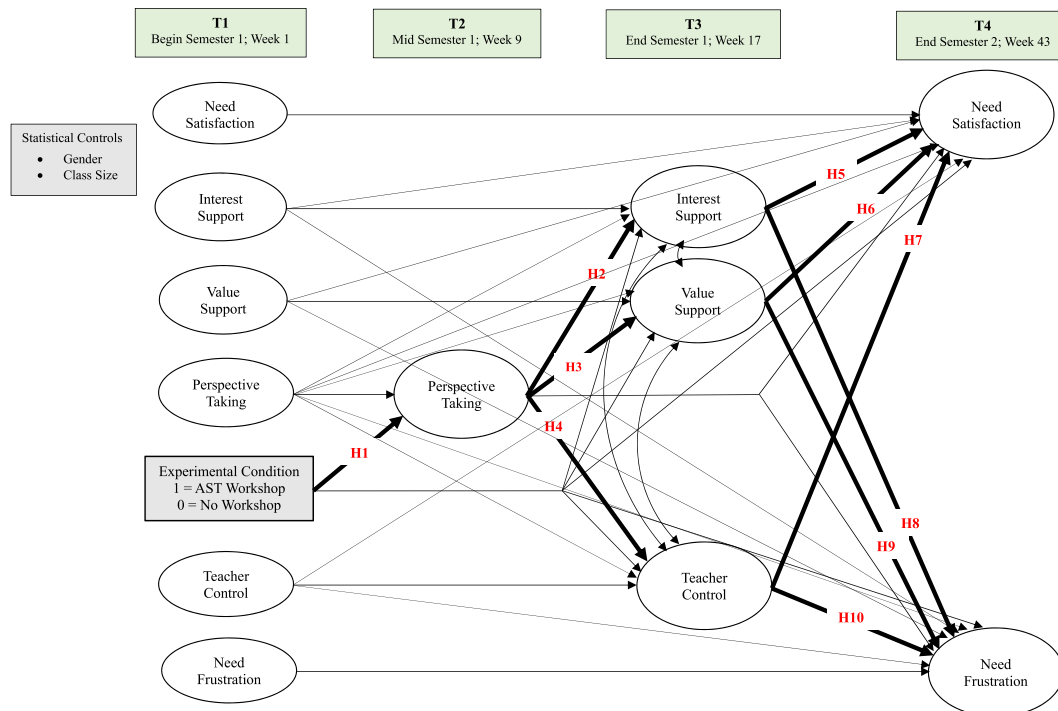 T1
Begin Semester 1; Week 1
T2
Mid Semester 1; Week 9
T3
End Semester 1; Week 17
T4
End Semester 2; Week 43
Need
Satisfaction
Need
Satisfaction
Statistical Controls
• Gender
• Class Size
Interest
Support
Interest
Support
H5
H6
H7
H2
Value
Support
Value
Support
H3
Perspective
Taking
Perspective
Taking
H4
H1
Experimental Condition
1 = AST Workshop
0 = No Workshop
H8
H9
Teacher
Control
Teacher
Control
H10
Need
Frustration
Need
Frustration